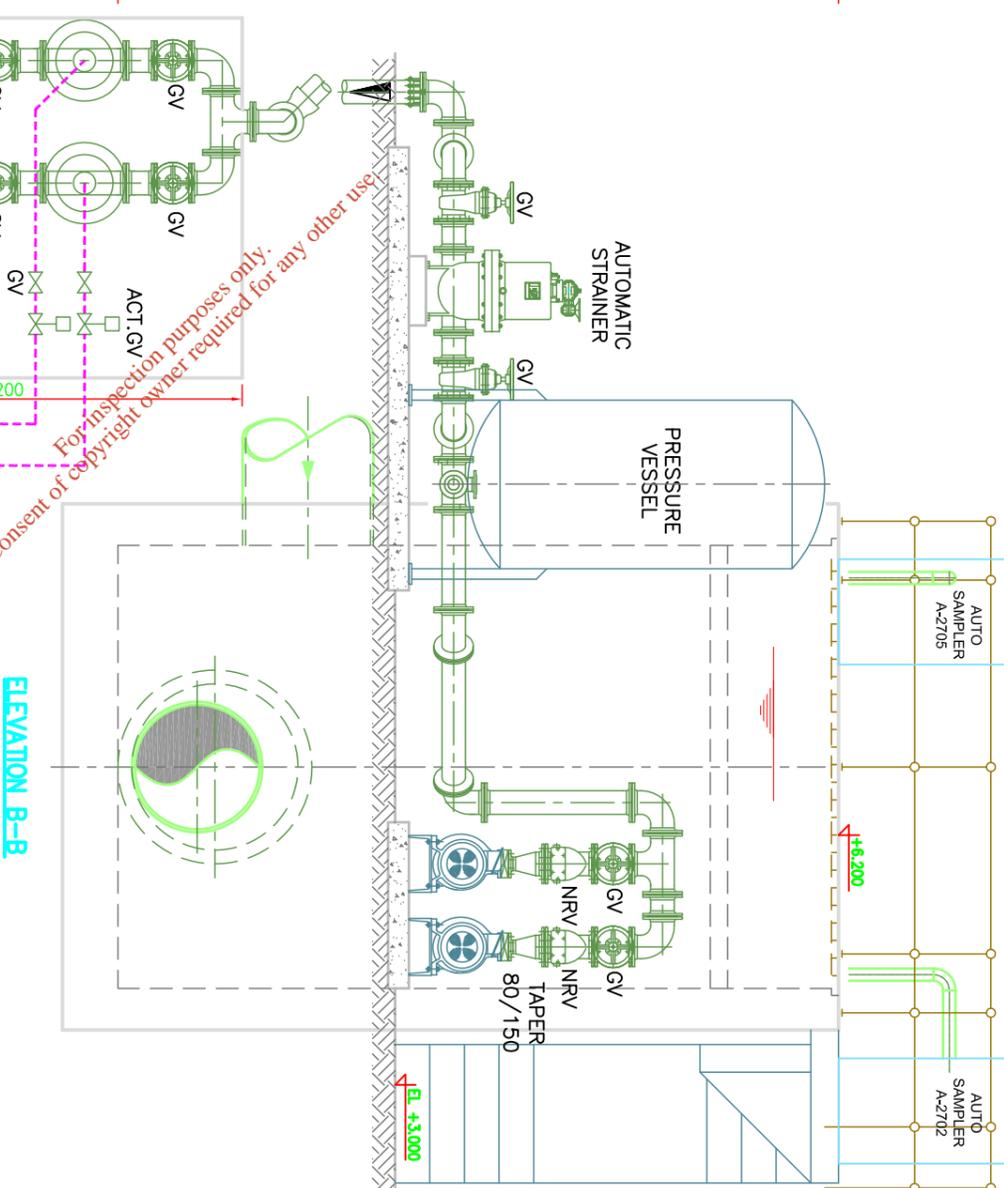 GV
GV
GV
ACT.GV
200
For inspection purposes only.
onsent of copyright owner required for any other use.
GV
AUTOMATIC
STRAINER
GV
PRESSURE
VESSEL
AUTO
SAMPLER
A-2705
+6.200
GV
NRV
GV
NRV
TAPER
80/150
EL +3.000
AUTO
SAMPLER
A-2702
ELEVATION B-B